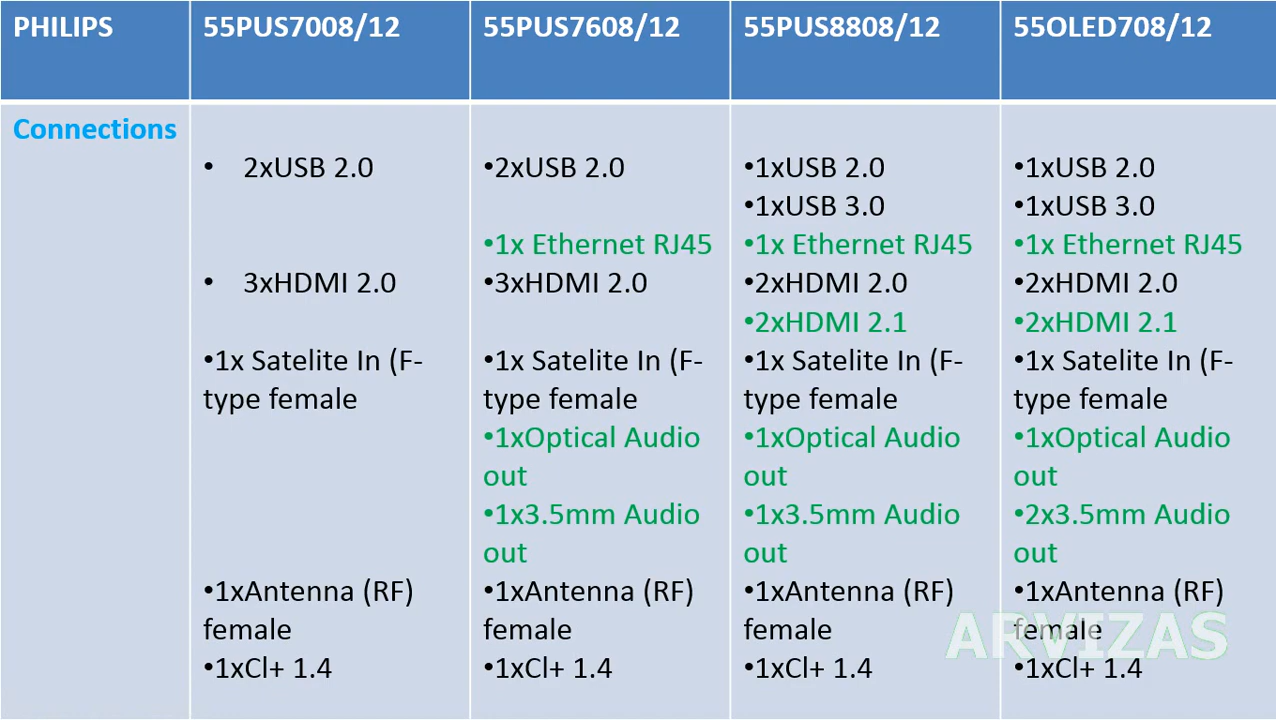 PHILIPS
55PUS7008/12
55PUS7608/12
55PUS8808/12
55OLED708/12
Connections
• 2xUSB 2.0
• 3xHDMI 2.0
•1x Satelite In (F-
type female
•1xAntenna (RF)
female
•1xCl+ 1.4
•2xUSB 2.0
•1x Ethernet RJ45
•3xHDMI 2.0
•1x Satelite In (F-
type female
•1xOptical Audio
out
•1x3.5mm Audio
out
•1xAntenna (RF)
female
•1xCl+ 1.4
•1xUSB 2.0
•1xUSB 3.0
•1x Ethernet RJ45
•2xHDMI 2.0
•2xHDMI 2.1
•1x Satelite In (F-
type female
•1xOptical Audio
out
•1x3.5mm Audio
out
•1xAntenna (RF)
female
•1xCl+ 1.4
•1xUSB 2.0
•1xUSB 3.0
•1x Ethernet RJ45
•2xHDMI 2.0
•2xHDMI 2.1
•1x Satelite In (F-
type female
•1xOptical Audio
out
•2x3.5mm Audio
out
•1xAntenna (RF)
female
•1xCl+ 1.4
ARVIZAS